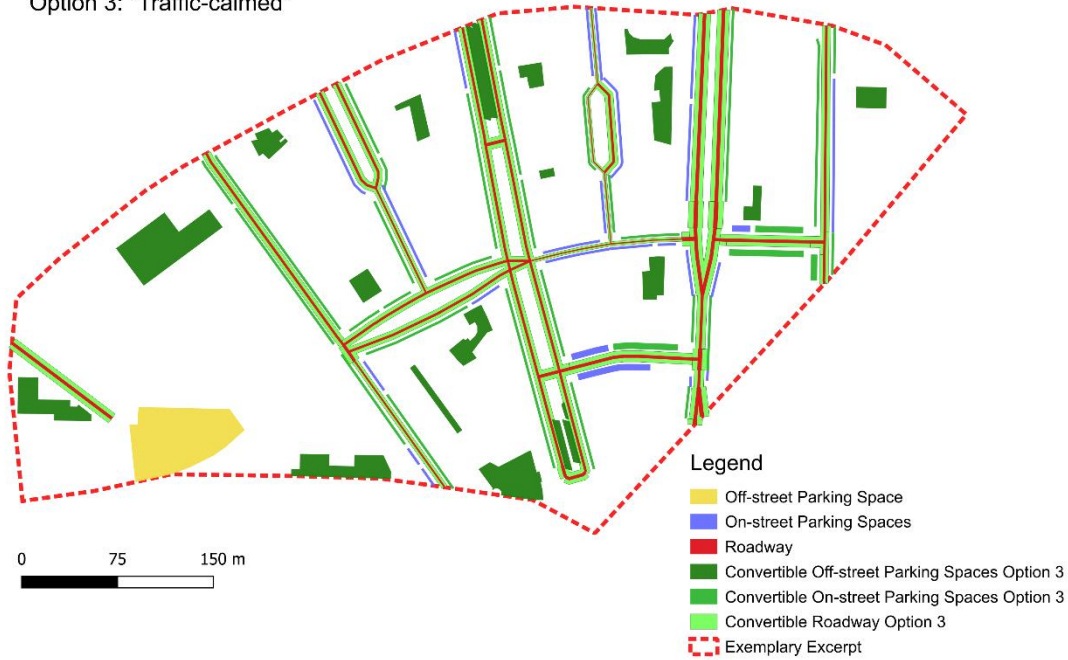 Option 3: "Traffic-calmed"
Legend
Off-street Parking Space
On-street Parking Spaces
Roadway
Convertible Off-street Parking Spaces Option 3
Convertible On-street Parking Spaces Option 3
Convertible Roadway Option 3
Exemplary Excerpt
0 75 150 m